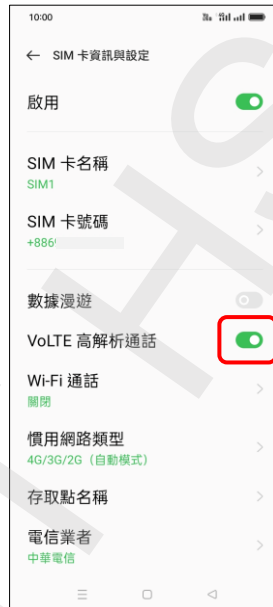 10:00
← SIM 卡資訊與設定
啟用
SIM 卡名稱
SIM1
SIM 卡號碼
+886
數據漫遊
VoLTE 高解析通話
Wi-Fi 通話
關閉
慣用網路類型
4G/3G/2G（自動模式）
存取點名稱
電信業者
中華電信